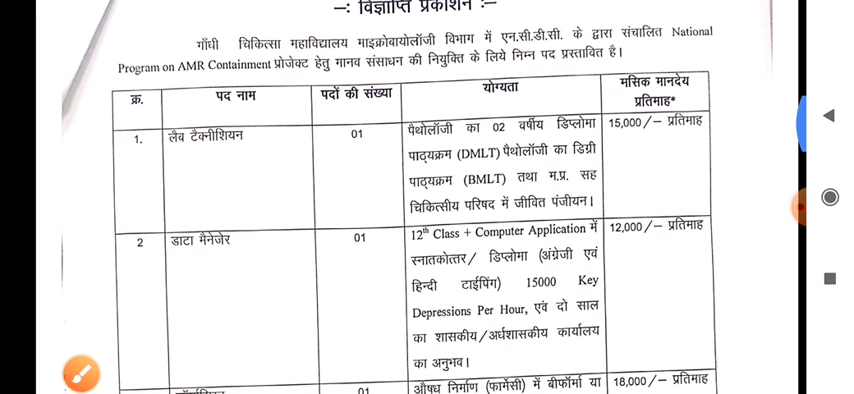 –: विज्ञाप्ति प्रकाशन :–
गाँधी चिकित्सा महाविद्यालय माइक्रोवायोलॉजी विभाग में एन.सी.डी.सी. के द्वारा संचालित National
Program on AMR Containment प्रोजेक्ट हेतु मानव संसाधन की नियुक्ति के लिये निम्न पद प्रस्तावित है।
क्र. पद नाम पदों की संख्या योग्यता मसिक मानदेय
प्रतिमाह*
1. लैव टैक्नीशियन 01 पैथोलॉजी का 02 वर्षीय डिप्लोमा 15,000/– प्रतिमाह
पाठ्यक्रम (DMLT) पैथोलॉजी का डिग्री
पाठ्यक्रम (BMLT) तथा म.प्र. सह
चिकित्सीय परिषद में जीवित पंजीयन।
2 डाटा मैनेजेर 01 12th Class + Computer Application में 12,000/– प्रतिमाह
स्नातकोत्तर/ डिप्लोमा (अंग्रेजी एवं
हिन्दी टाईपिंग) 15000 Key
Depressions Per Hour, एवं दो साल
का शासकीय/अर्धशासकीय कार्यालय
का अनुभव।
01 औषध निर्माण (फार्मेसी) में बीफॉर्मा या 18,000/– प्रतिमाह